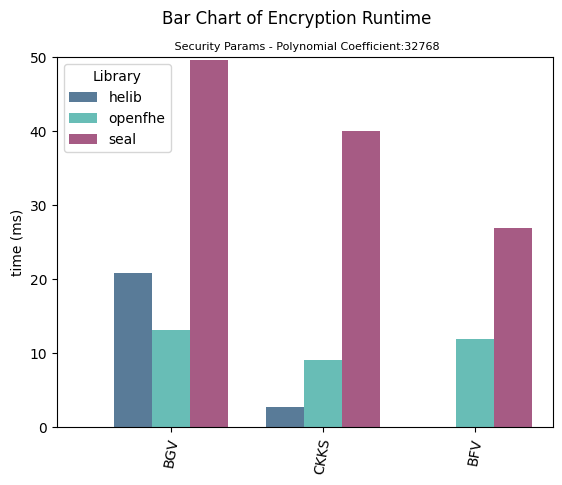 Bar Chart of Encryption Runtime
Security Params - Polynomial Coefficient:32768
50
40
30
20
10
0
time (ms)
Library
helib
openfhe
seal
BGV
CKKS
BFV